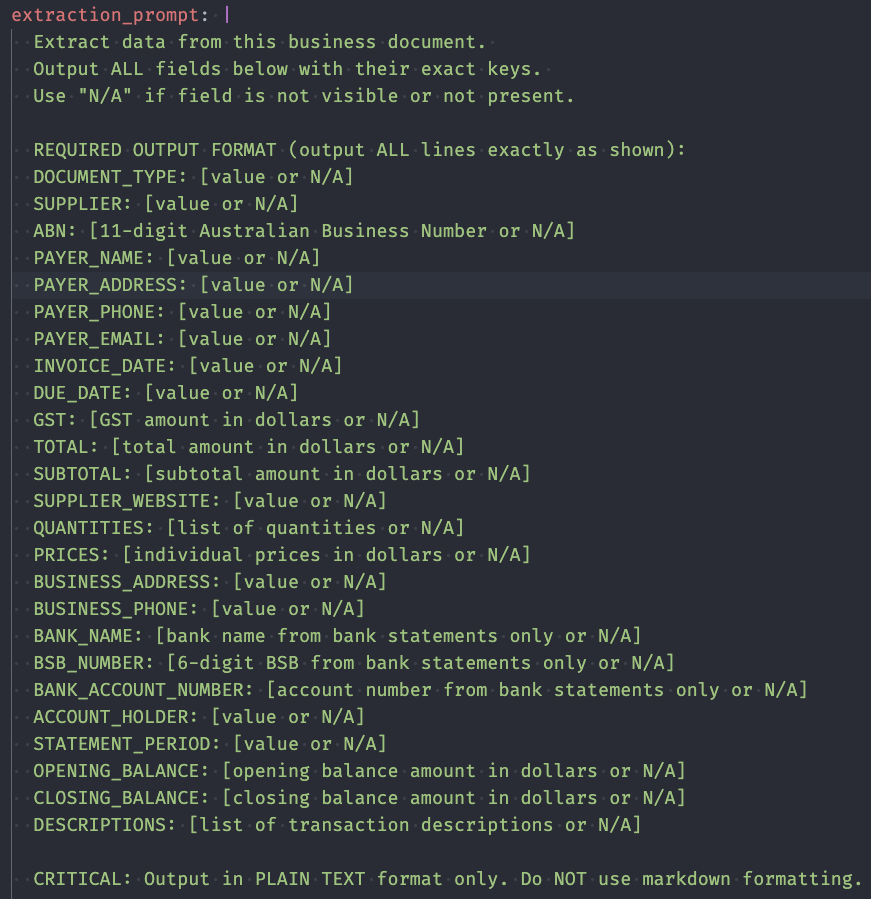 extraction_prompt: |
Extract data from this business document.
Output ALL fields below with their exact keys.
Use "N/A" if field is not visible or not present.
REQUIRED OUTPUT FORMAT (output ALL lines exactly as shown):
DOCUMENT_TYPE: [value or N/A]
SUPPLIER: [value or N/A]
ABN: [11-digit Australian Business Number or N/A]
PAYER_NAME: [value or N/A]
PAYER_ADDRESS: [value or N/A]
PAYER_PHONE: [value or N/A]
PAYER_EMAIL: [value or N/A]
INVOICE_DATE: [value or N/A]
DUE_DATE: [value or N/A]
GST: [GST amount in dollars or N/A]
TOTAL: [total amount in dollars or N/A]
SUBTOTAL: [subtotal amount in dollars or N/A]
SUPPLIER_WEBSITE: [value or N/A]
QUANTITIES: [list of quantities or N/A]
PRICES: [individual prices in dollars or N/A]
BUSINESS_ADDRESS: [value or N/A]
BUSINESS_PHONE: [value or N/A]
BANK_NAME: [bank name from bank statements only or N/A]
BSB_NUMBER: [6-digit BSB from bank statements only or N/A]
BANK_ACCOUNT_NUMBER: [account number from bank statements only or N/A]
ACCOUNT_HOLDER: [value or N/A]
STATEMENT_PERIOD: [value or N/A]
OPENING_BALANCE: [opening balance amount in dollars or N/A]
CLOSING_BALANCE: [closing balance amount in dollars or N/A]
DESCRIPTIONS: [list of transaction descriptions or N/A]
CRITICAL: Output in PLAIN TEXT format only. Do NOT use markdown formatting.